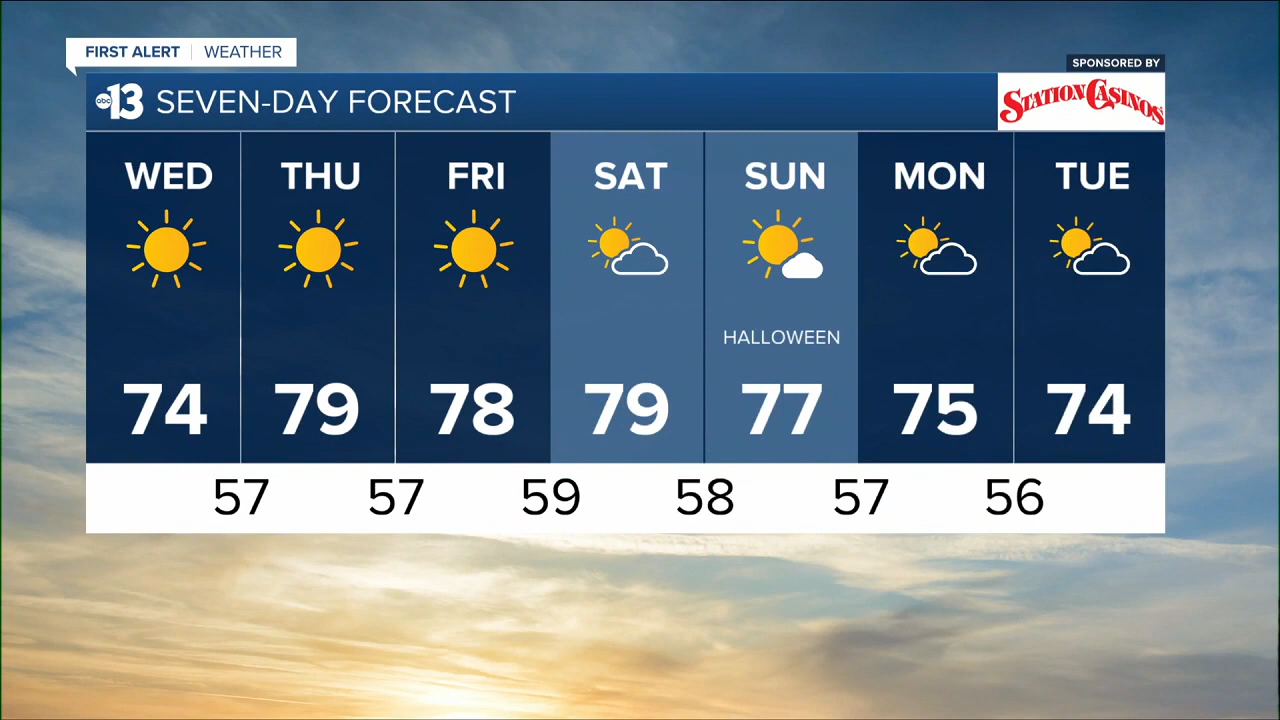 FIRST ALERT | WEATHER
SPONSORED BY
abc 13 SEVEN-DAY FORECAST
STATION CASINOS
WED THU FRI SAT SUN MON TUE
HALLOWEEN
74 79 78 79 77 75 74
57 57 59 58 57 56